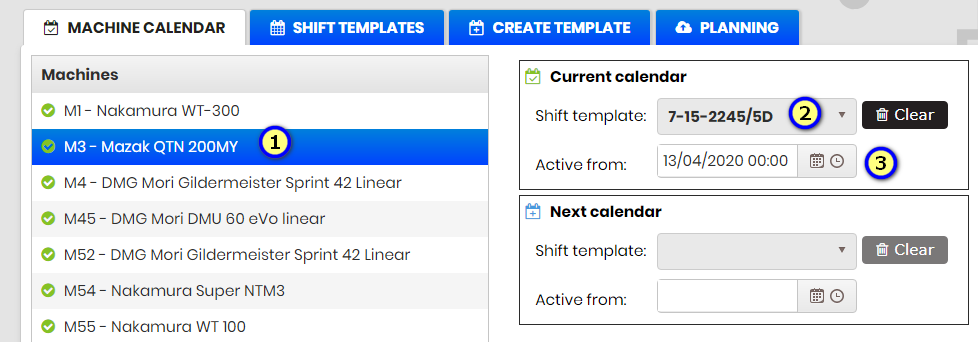 MACHINE CALENDAR SHIFT TEMPLATES CREATE TEMPLATE PLANNING
Machines
M1 - Nakamura WT-300
M3 - Mazak QTN 200MY 1
M4 - DMG Mori Gildermeister Sprint 42 Linear
M45 - DMG Mori DMU 60 eVo linear
M52 - DMG Mori Gildermeister Sprint 42 Linear
M54 - Nakamura Super NTM3
M55 - Nakamura WT 100
Current calendar
Shift template: 7-15-2245/5D 2 Clear
Active from: 13/04/2020 00:00 3
Next calendar
Shift template: Clear
Active from: